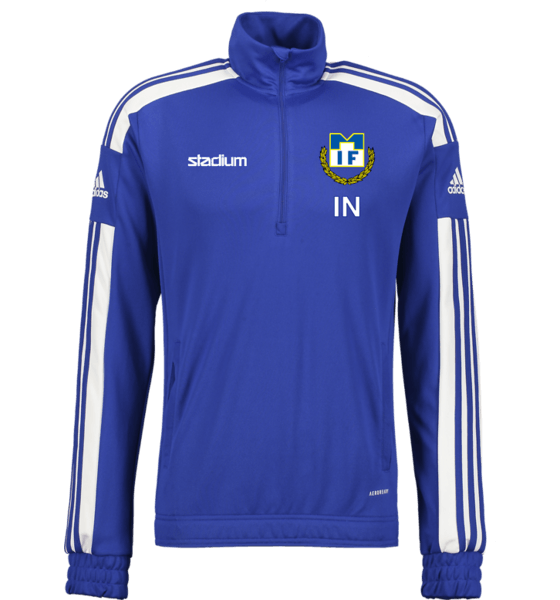 stadium
M
IF
IN
adidas
adidas
AEROREADY